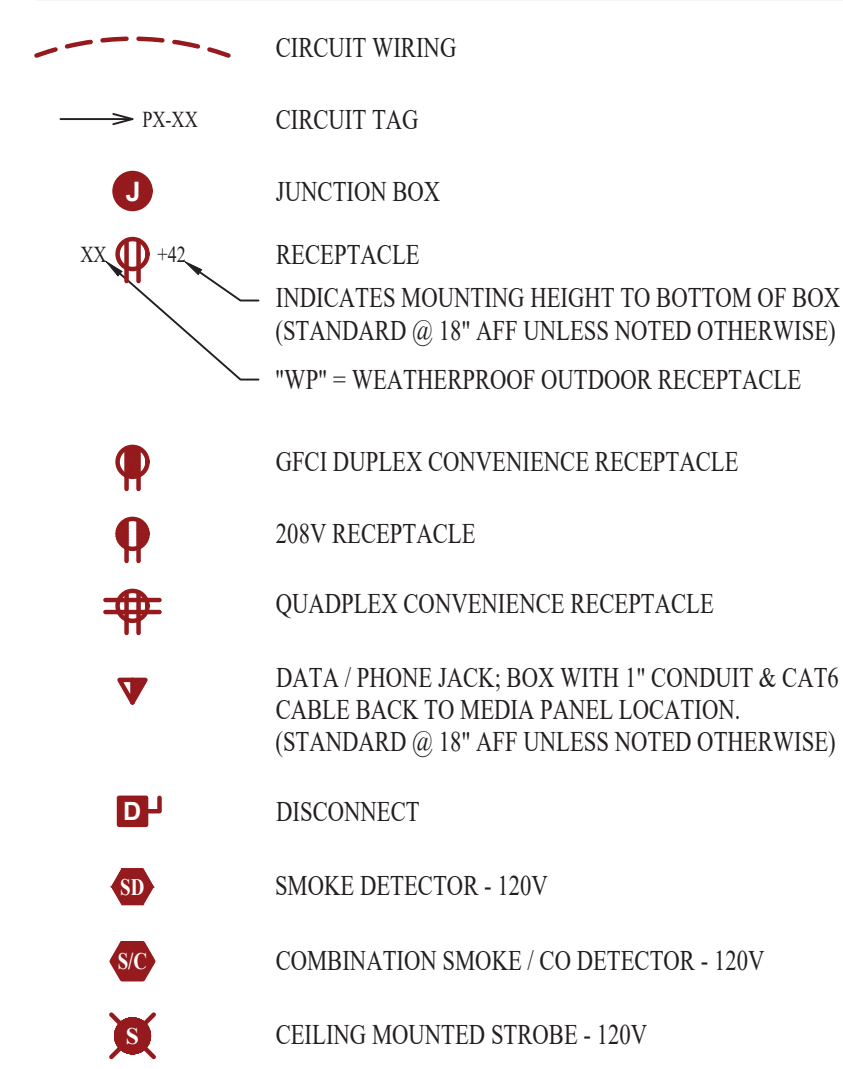 CIRCUIT WIRING
PX-XX CIRCUIT TAG
J JUNCTION BOX
XX +42 RECEPTACLE
INDICATES MOUNTING HEIGHT TO BOTTOM OF BOX
(STANDARD @ 18" AFF UNLESS NOTED OTHERWISE)
"WP" = WEATHERPROOF OUTDOOR RECEPTACLE
GFCI DUPLEX CONVENIENCE RECEPTACLE
208V RECEPTACLE
QUADPLEX CONVENIENCE RECEPTACLE
DATA / PHONE JACK; BOX WITH 1" CONDUIT & CAT6
CABLE BACK TO MEDIA PANEL LOCATION.
(STANDARD @ 18" AFF UNLESS NOTED OTHERWISE)
D DISCONNECT
SD SMOKE DETECTOR - 120V
S/C COMBINATION SMOKE / CO DETECTOR - 120V
S CEILING MOUNTED STROBE - 120V